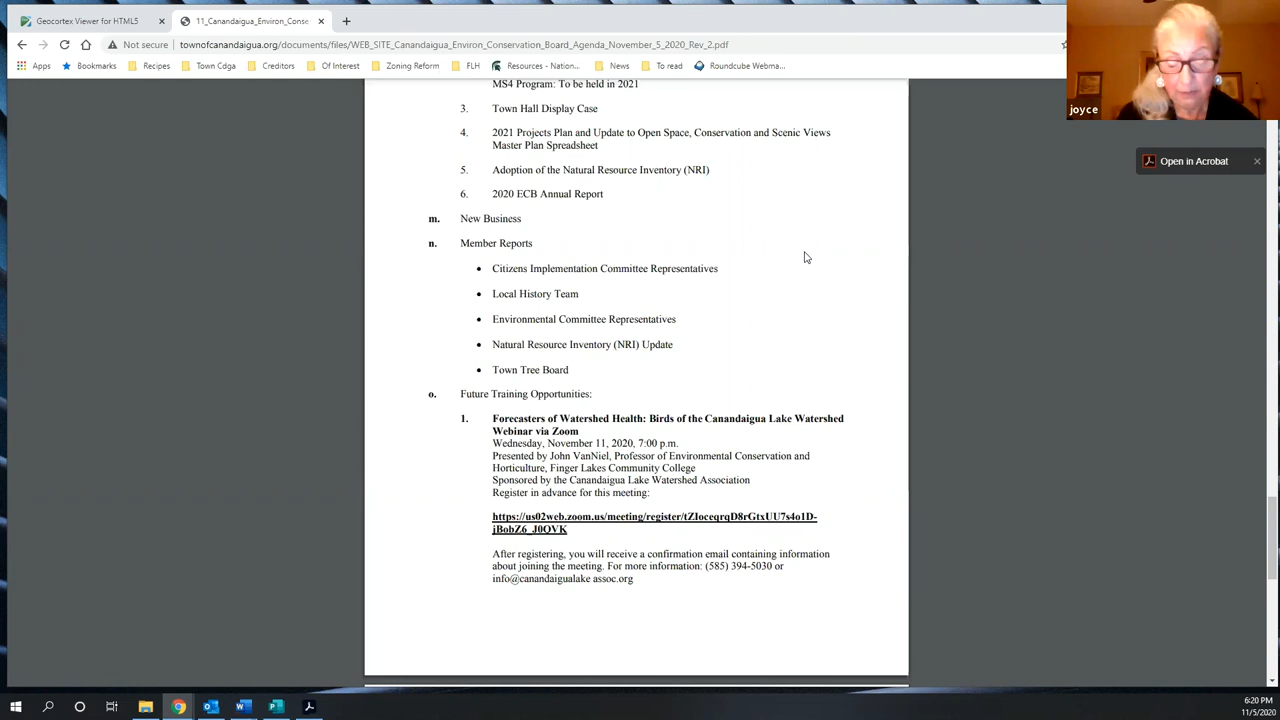 Geocortex Viewer for HTML5
11_Canandaigua_Environ_Conse
Not secure
townofcanandaigua.org/documents/files/WEB_SITE_Canandaigua_Environ_Conservation_Board_Agenda_November_5_2020_Rev_2.pdf
Apps
Bookmarks
Recipes
Town Cdga
Creditors
Of Interest
Zoning Reform
FLH
Resources - Nation...
News
To read
Roundcube Webma...
joyce
Open in Acrobat
MS4 Program: To be held in 2021
3. Town Hall Display Case
4. 2021 Projects Plan and Update to Open Space, Conservation and Scenic Views
Master Plan Spreadsheet
5. Adoption of the Natural Resource Inventory (NRI)
6. 2020 ECB Annual Report
m. New Business
n. Member Reports
• Citizens Implementation Committee Representatives
• Local History Team
• Environmental Committee Representatives
• Natural Resource Inventory (NRI) Update
• Town Tree Board
o. Future Training Opportunities:
1. Forecasters of Watershed Health: Birds of the Canandaigua Lake Watershed
Webinar via Zoom
Wednesday, November 11, 2020, 7:00 p.m.
Presented by John VanNiel, Professor of Environmental Conservation and
Horticulture, Finger Lakes Community College
Sponsored by the Canandaigua Lake Watershed Association
Register in advance for this meeting:
https://us02web.zoom.us/meeting/register/tZIoceqrqD8rGtxUU7s4o1D-
jBobZ6_J0QVK
After registering, you will receive a confirmation email containing information
about joining the meeting. For more information: (585) 394-5030 or
info@canandaigualake assoc.org
6:20 PM
11/5/2020